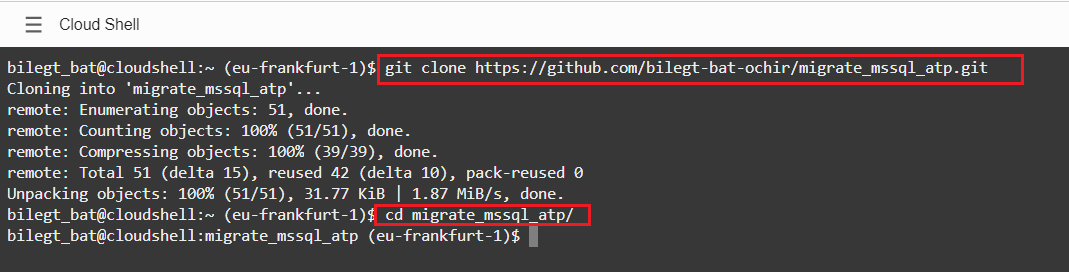 Cloud Shell
bilegt_bat@cloudshell:~ (eu-frankfurt-1)$ git clone https://github.com/bilegt-bat-ochir/migrate_mssql_atp.git
Cloning into 'migrate_mssql_atp'...
remote: Enumerating objects: 51, done.
remote: Counting objects: 100% (51/51), done.
remote: Compressing objects: 100% (39/39), done.
remote: Total 51 (delta 15), reused 42 (delta 10), pack-reused 0
Unpacking objects: 100% (51/51), 31.77 KiB | 1.87 MiB/s, done.
bilegt_bat@cloudshell:~ (eu-frankfurt-1)$ cd migrate_mssql_atp/
bilegt_bat@cloudshell:migrate_mssql_atp (eu-frankfurt-1)$